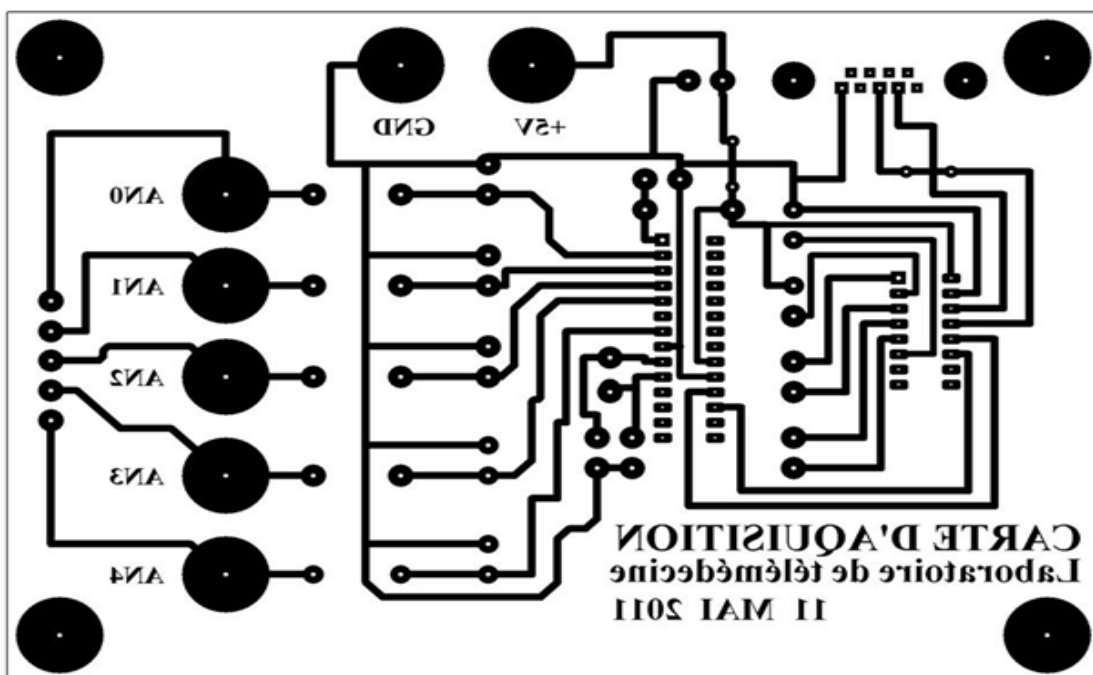 GND
+5V
AN0
AN1
AN2
AN3
AN4
CARTE D'AQUISITION
Laboratoire de télémédecine
11 MAI 2011